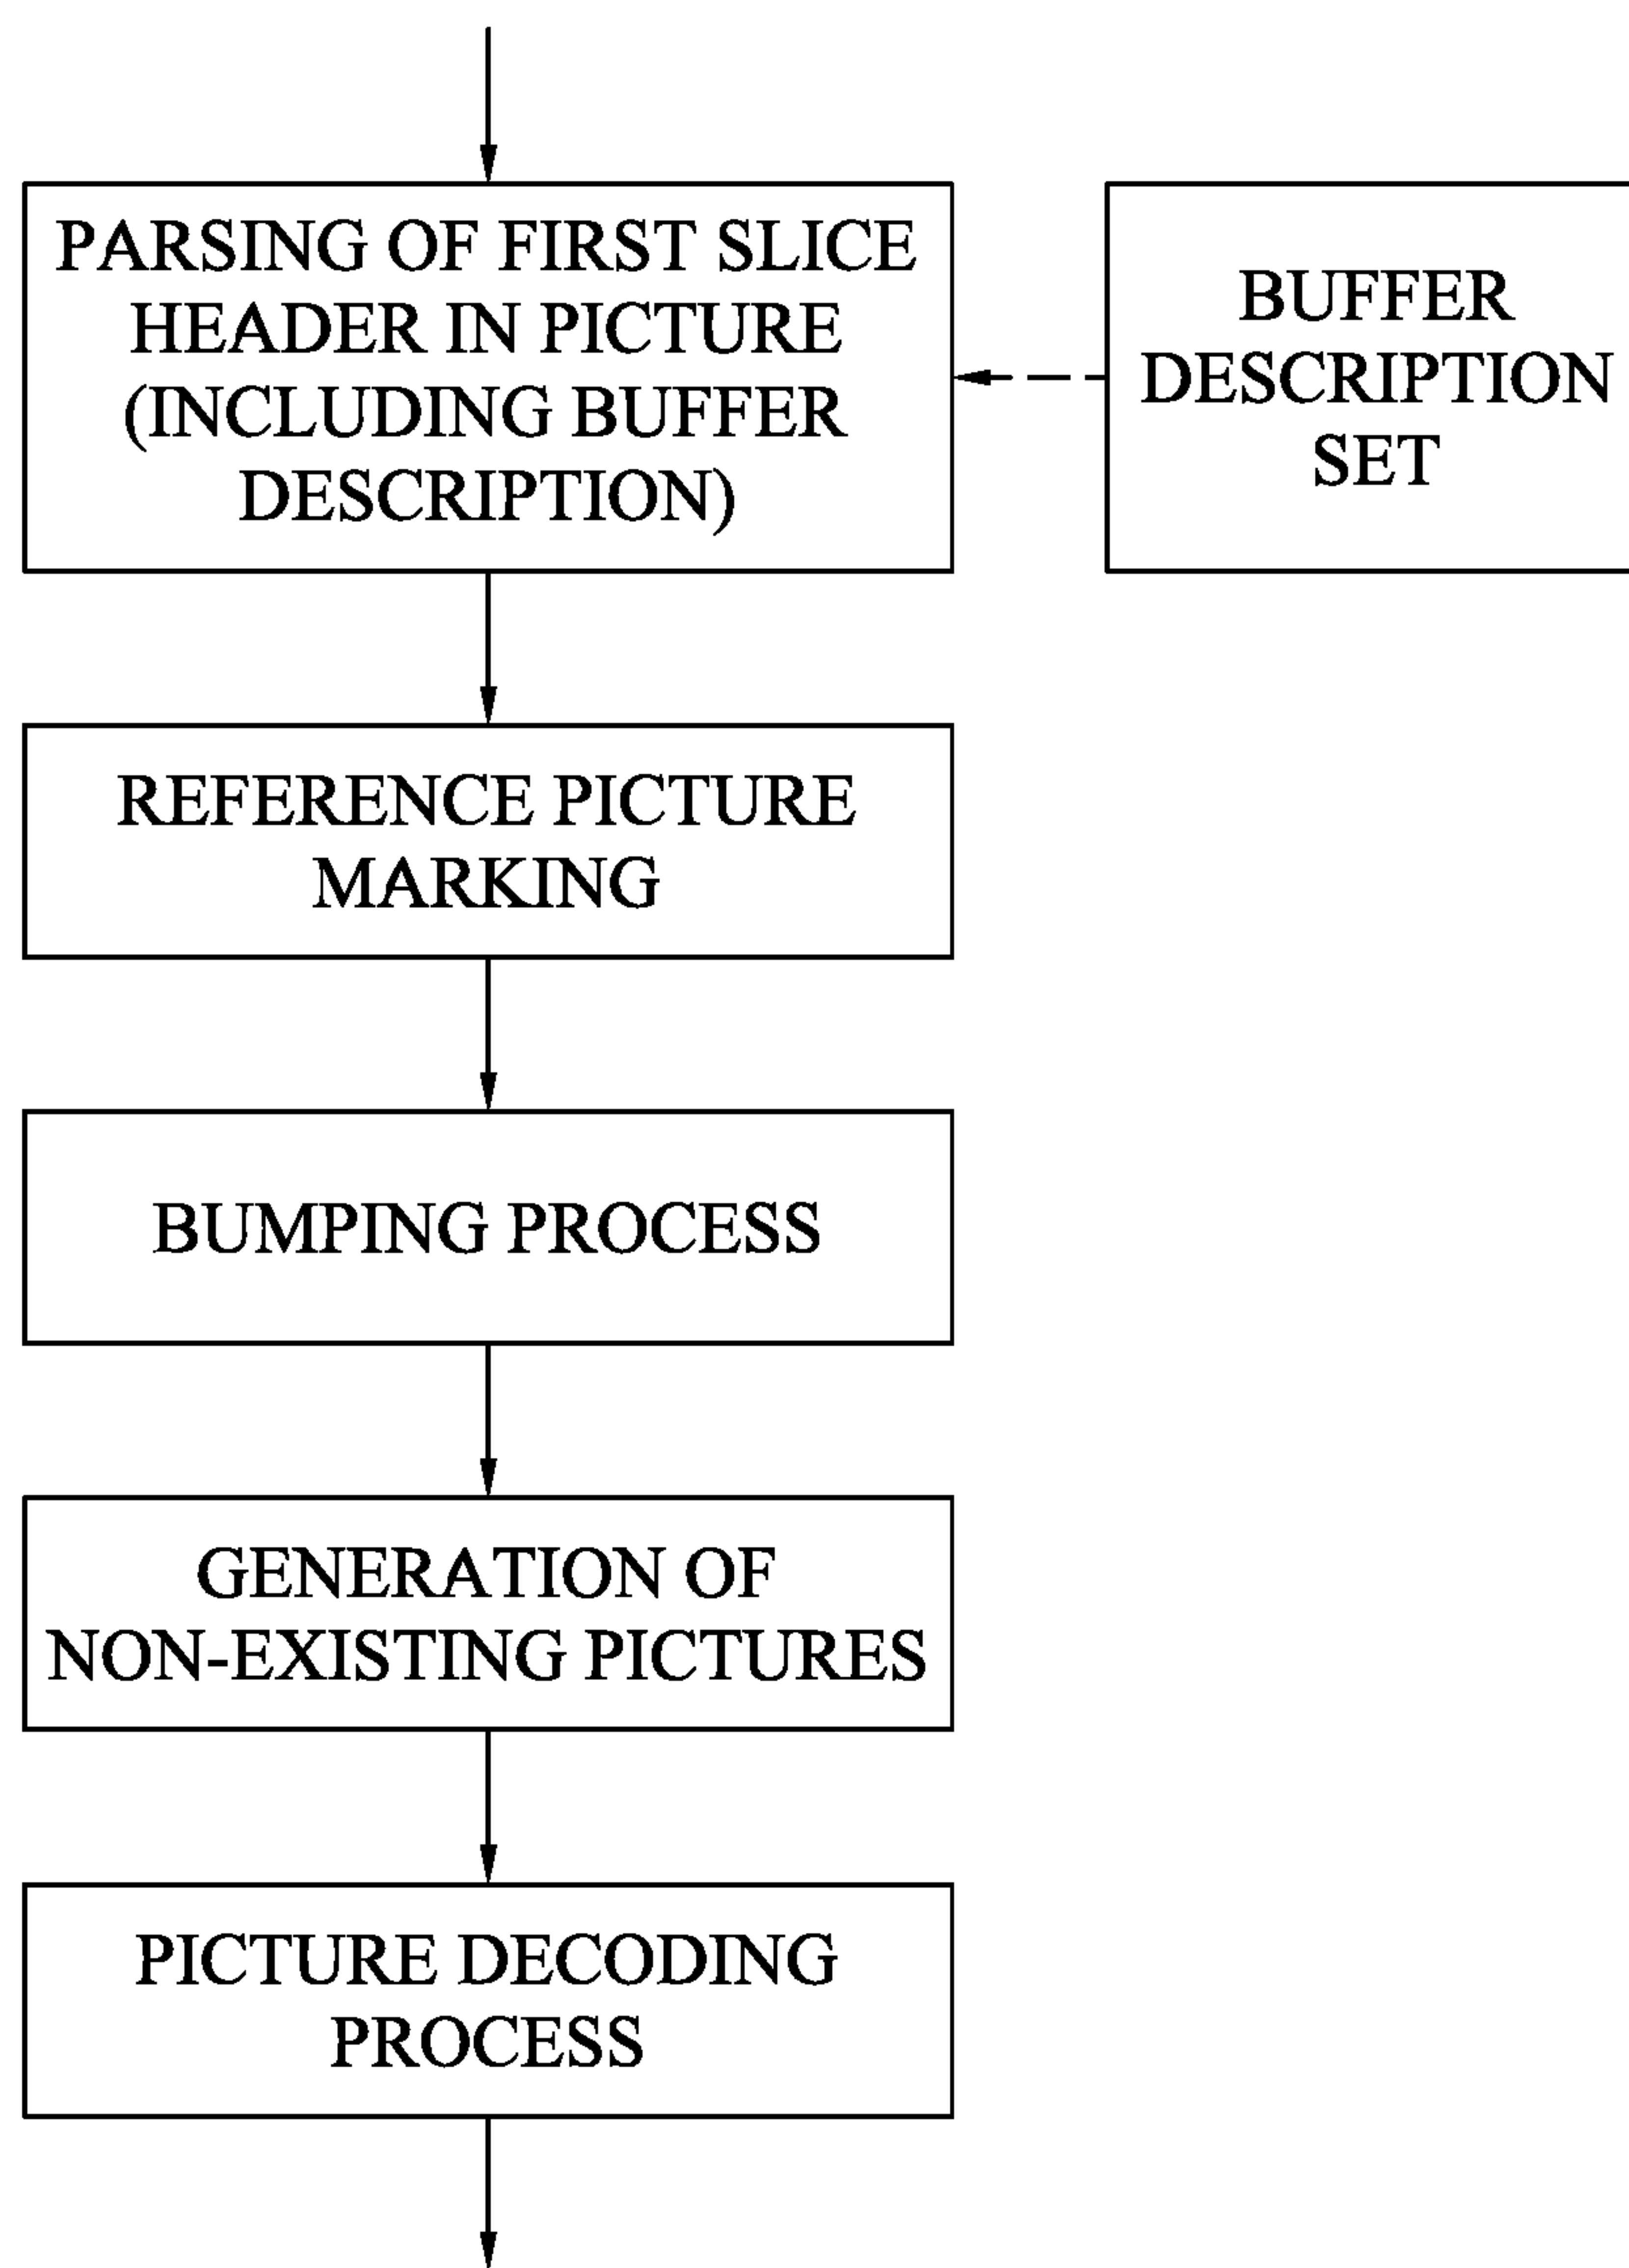 PARSING OF FIRST SLICE
HEADER IN PICTURE
(INCLUDING BUFFER
DESCRIPTION)
BUFFER
DESCRIPTION
SET
REFERENCE PICTURE
MARKING
BUMPING PROCESS
GENERATION OF
NON-EXISTING PICTURES
PICTURE DECODING
PROCESS